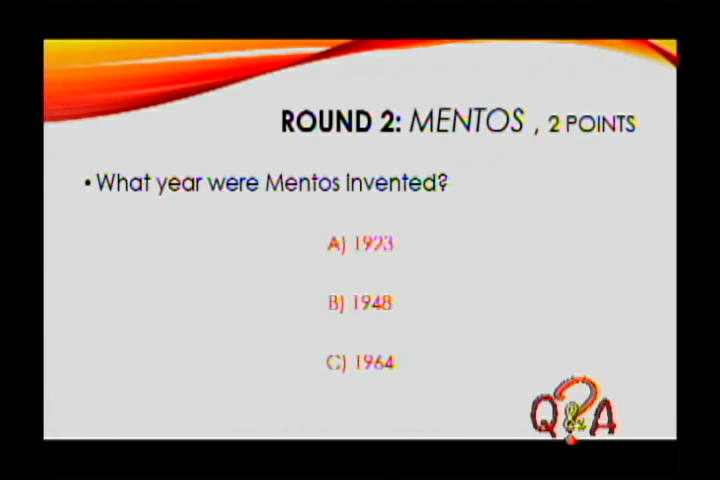 ROUND 2: MENTOS , 2 POINTS
• What year were Mentos invented?
A) 1923
B) 1948
C) 1964
Q&A